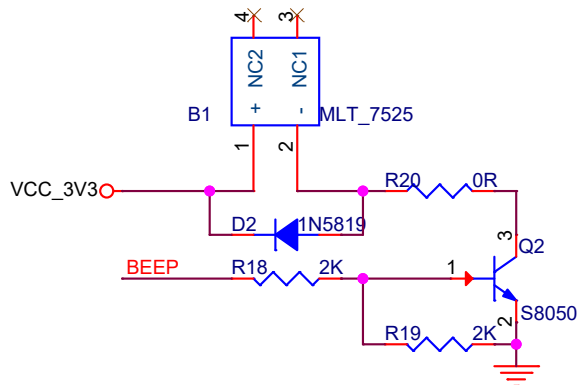 4 3
NC2 NC1
B1 + - MLT_7525
1 2
VCC_3V3
R20 0R
D2 1N5819
3 Q2
BEEP R18 2K 1
S8050
2
R19 2K